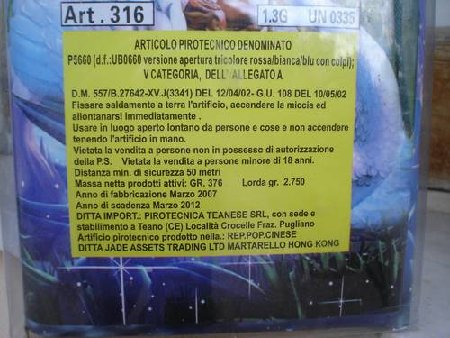 Art. 316 1.3G UN 0335
ARTICOLO PIROTECNICO DENOMINATO
P5660 (d.f.:UB0660 versione apertura tricolore rossa/bianca/blu con colpi);
V CATEGORIA, DELL' ALLEGATO A
D.M. 557/B.27642-XV.J(3341) DEL 12/04/02- G.U. 108 DEL 10/05/02
Fissare saldamente a terra l'artificio, accendere la miccia ed
allontanarsi immediatamente .
Usare in luogo aperto lontano da persone e cose e non accendere
tenendo l'artificio in mano.
Vietata la vendita a persone non in possesso di autorizzazione
della P.S. Vietata la vendita a persone minore di 18 anni.
Distanza min. di sicurezza 50 metri
Massa netta prodotti attivi: GR. 376 Lorda gr. 2.750
Anno di fabbricazione Marzo 2007
Anno di scadenza Marzo 2012
DITTA IMPORT.: PIROTECNICA TEANESE SRL, con sede e
stabilimento a Teano (CE) Località Crocelle Fraz. Pugliano
Artificio pirotecnico prodotto nella.: REP.POP.CINESE
DITTA JADE ASSETS TRADING LTD MARTARELLO HONG KONG